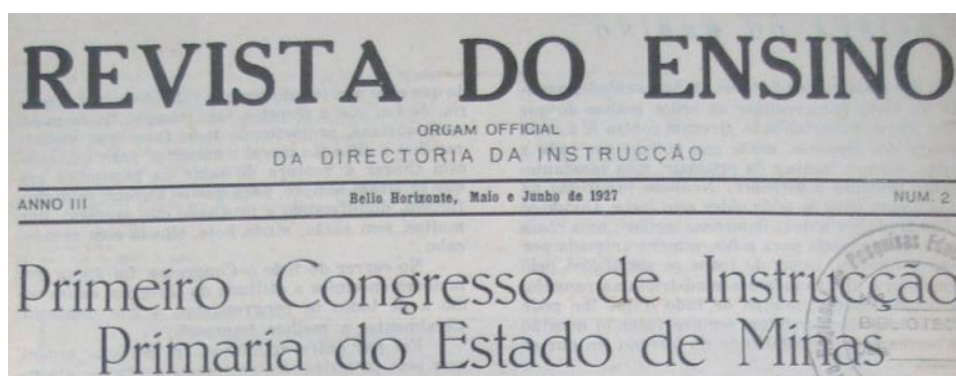 REVISTA DO ENSINO
ORGAM OFFICIAL
DA DIRECTORIA DA INSTRUCÇÃO
ANNO III Bello Horizonte, Maio e Junho de 1927 NUM. 2
Primeiro Congresso de Instrucção
Primaria do Estado de Minas
Pesquisas